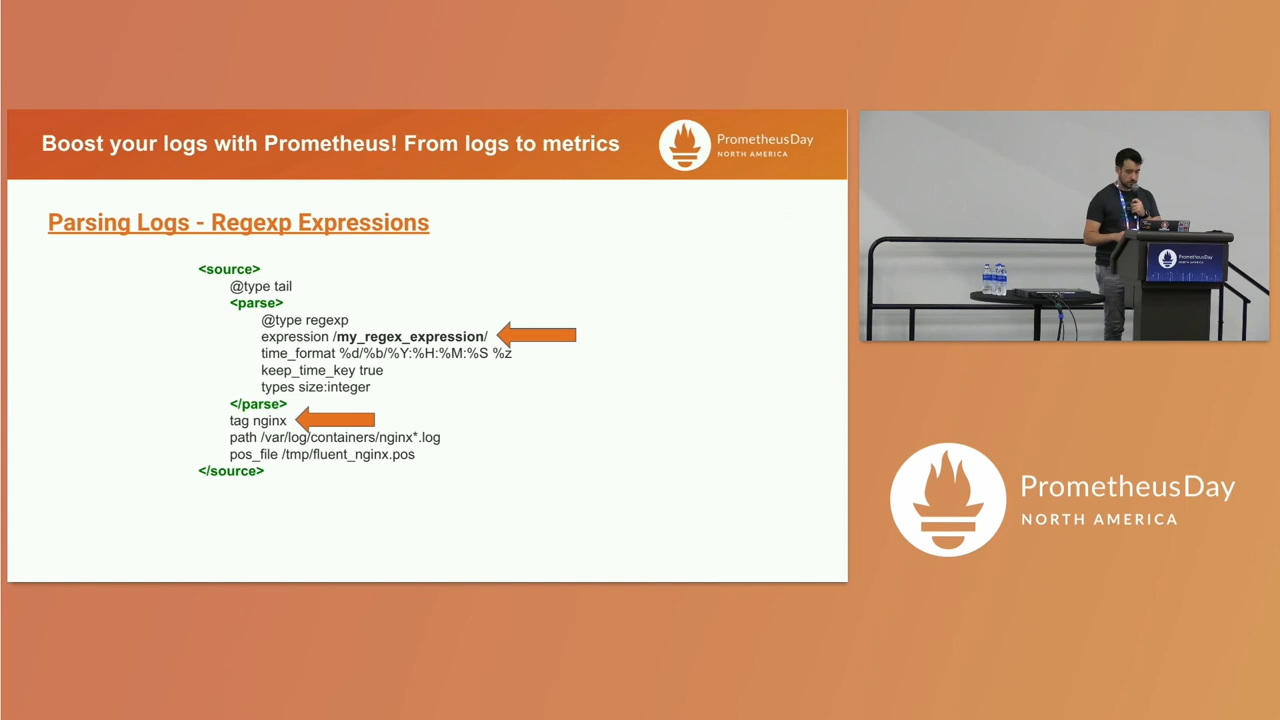 Boost your logs with Prometheus! From logs to metrics
PrometheusDay
NORTH AMERICA
Parsing Logs - Regexp Expressions
<source>
@type tail
<parse>
@type regexp
expression /my_regex_expression/
time_format %d/%b/%Y:%H:%M:%S %z
keep_time_key true
types size:integer
</parse>
tag nginx
path /var/log/containers/nginx*.log
pos_file /tmp/fluent_nginx.pos
</source>
PrometheusDay
PrometheusDay
NORTH AMERICA